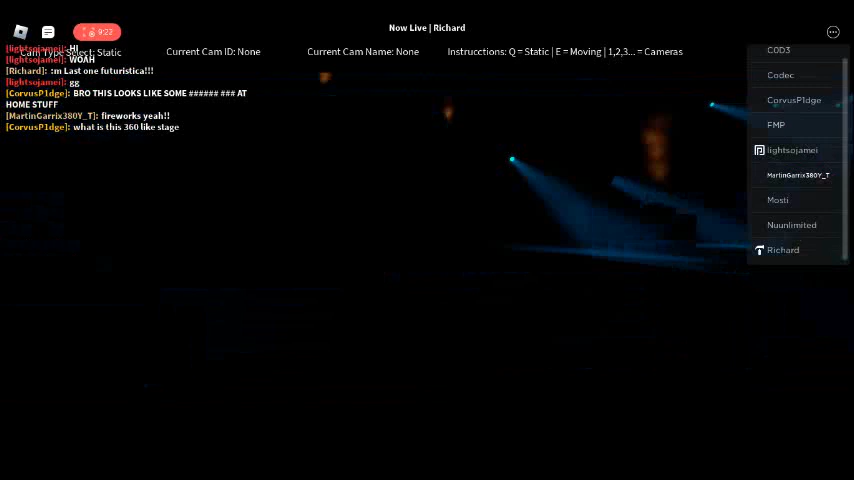 Now Live | Richard
9:22
Cam Type Select: Static
Current Cam ID: None
Current Cam Name: None
Instrucctions: Q = Static | E = Moving | 1,2,3... = Cameras
[lightsojamei]: HI
[lightsojamei]: WOAH
[Richard]: :m Last one futuristica!!!
[lightsojamei]: gg
[CorvusP1dge]: BRO THIS LOOKS LIKE SOME ###### ### AT
HOME STUFF
[MartinGarrix380Y_T]: fireworks yeah!!
[CorvusP1dge]: what is this 360 like stage
C0D3
Codec
CorvusP1dge
FMP
lightsojamei
MartinGarrix380Y_T
Mosti
Nuunlimited
Richard